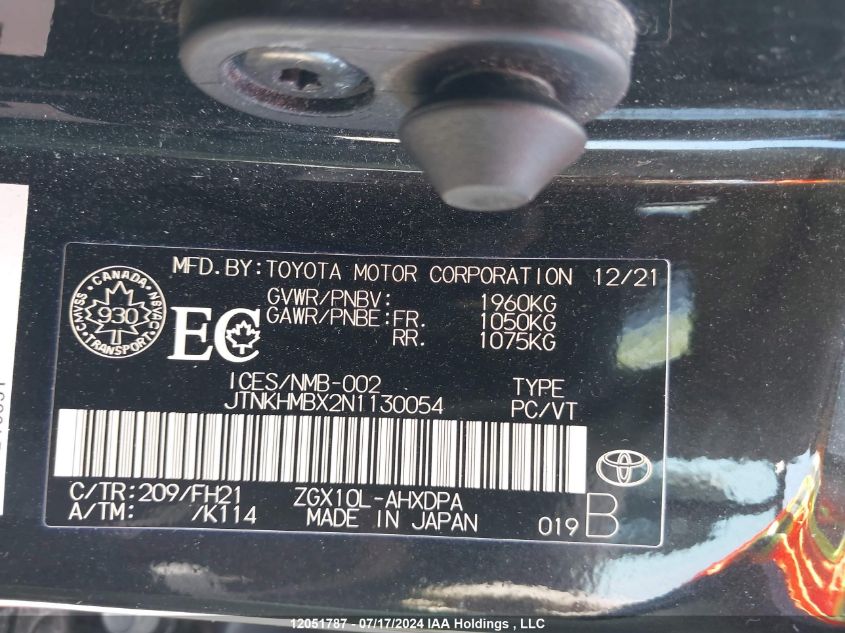 MFD.BY:TOYOTA MOTOR CORPORATION 12/21
GVWR/PNBV: 1960KG
GAWR/PNBE:FR. 1050KG
RR. 1075KG
CANADA
CMVSS 930 NSVAC
TRANSPORT
EC
ICES/NMB-002 TYPE
JTNKHMBX2N1130054 PC/VT
C/TR:209/FH21 ZGX10L-AHXDPA
A/TM: /K114 MADE IN JAPAN 019 B
12051787 - 07/17/2024 IAA Holdings , LLC